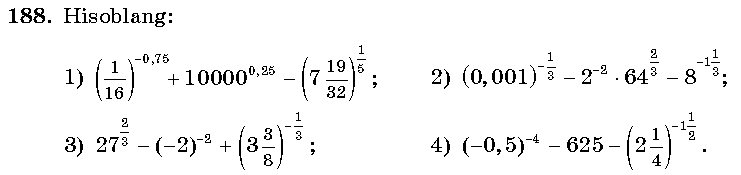 188. Hisoblang:
1) (1/16)^{-0,75} + 10000^{0,25} − (7 19/32)^{1/5}; 2) (0,001)^{-1/3} − 2^{-2} · 64^{2/3} − 8^{-1 1/3};
3) 27^{2/3} − (−2)^{-2} + (3 3/8)^{-1/3}; 4) (−0,5)^{-4} − 625 − (2 1/4)^{-1 1/2}.